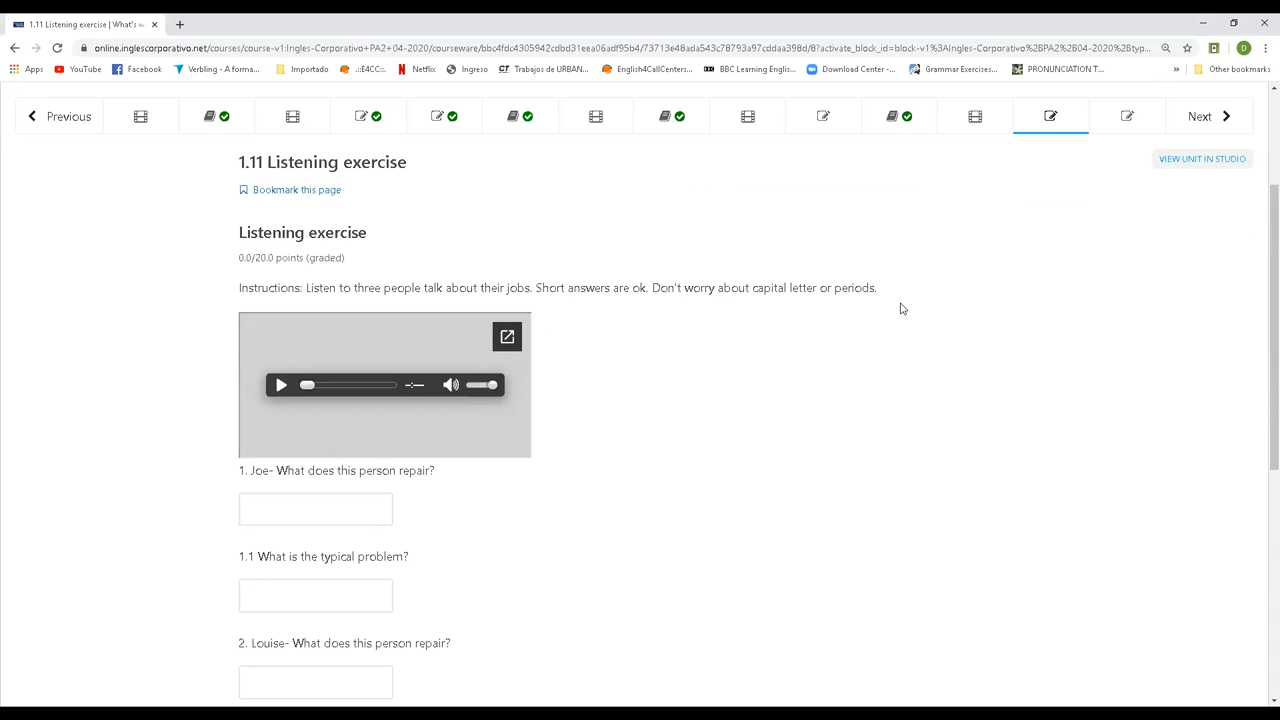 1.11 Listening exercise | What's w
online.inglescorporativo.net/courses/course-v1:Ingles-Corporativo+PA2+04-2020/courseware/bbc4fdc4305942cdbd31eea06adf95b4/73713e48ada543c78793a97cddaa398d/8?activate_block_id=block-v1%3AIngles-Corporativo%2BPA2%2B04-2020%2Btyp...
Apps YouTube Facebook Verbling - A forma... Importado .::E4CC::. Netflix Ingreso Trabajos de URBAN... English4CallCenters... BBC Learning Englis... Download Center -... Grammar Exercises... PRONUNCIATION T... » Other bookmarks
Previous Next
1.11 Listening exercise
VIEW UNIT IN STUDIO
Bookmark this page
Listening exercise
0.0/20.0 points (graded)
Instructions: Listen to three people talk about their jobs. Short answers are ok. Don't worry about capital letter or periods.
1. Joe- What does this person repair?
1.1 What is the typical problem?
2. Louise- What does this person repair?